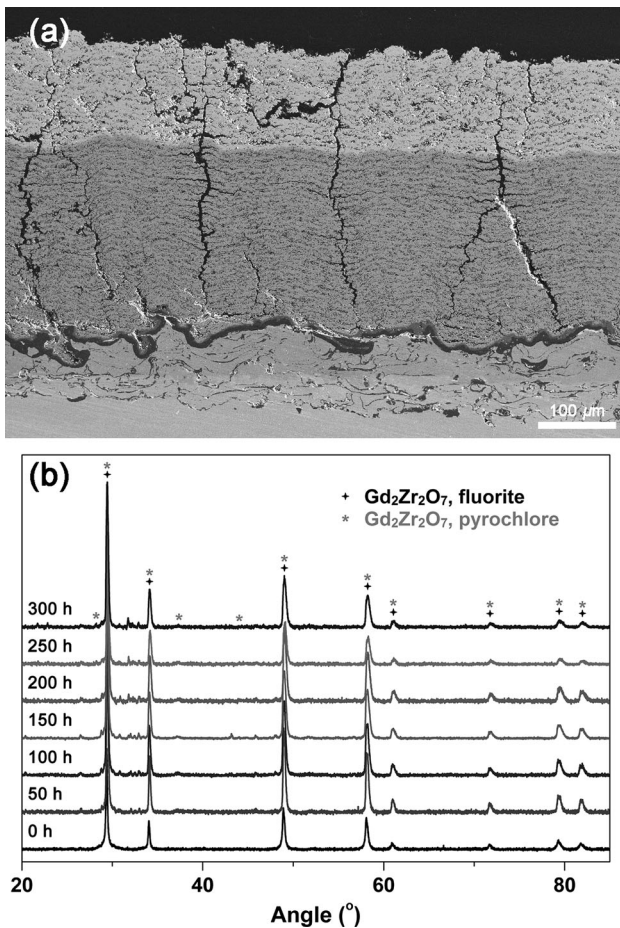 (a)
100 µm
(b)
✦ Gd₂Zr₂O₇, fluorite
* Gd₂Zr₂O₇, pyrochlore
300 h
250 h
200 h
150 h
100 h
50 h
0 h
20 40 60 80
Angle (°)